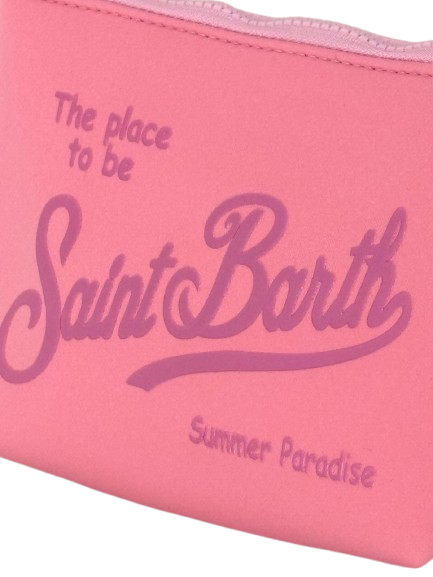 The place
to be
Saint Barth
Summer Paradise